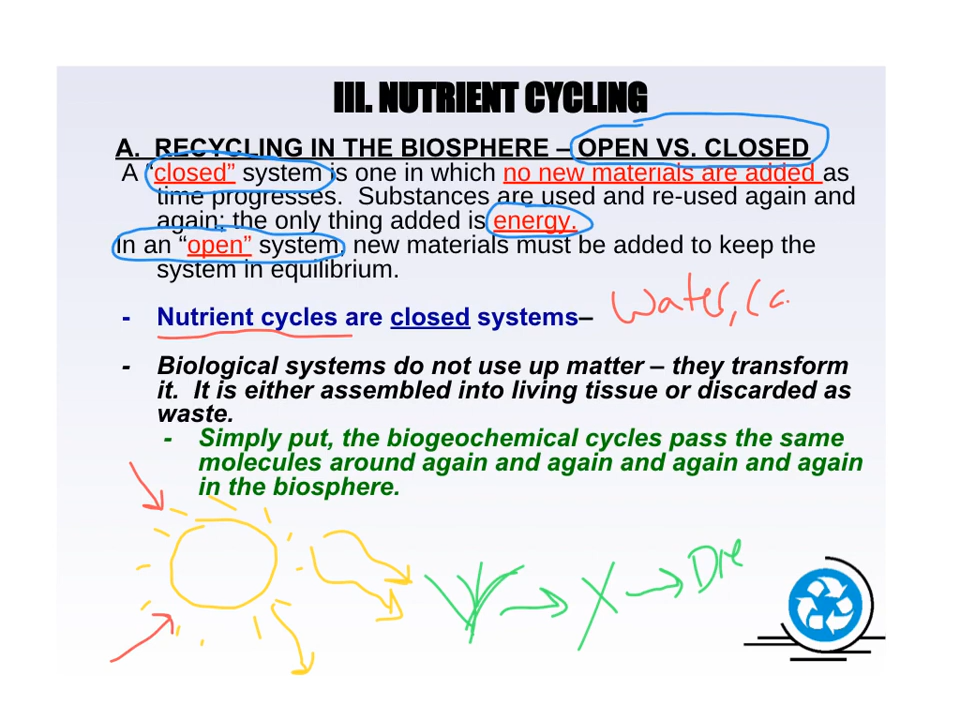 III. NUTRIENT CYCLING
A. RECYCLING IN THE BIOSPHERE – OPEN VS. CLOSED
A “closed” system is one in which no new materials are added as
time progresses. Substances are used and re-used again and
again; the only thing added is energy.
In an “open” system, new materials must be added to keep the
system in equilibrium.
- Nutrient cycles are closed systems–
Water, Ca
- Biological systems do not use up matter – they transform
it. It is either assembled into living tissue or discarded as
waste.
- Simply put, the biogeochemical cycles pass the same
molecules around again and again and again and again
in the biosphere.